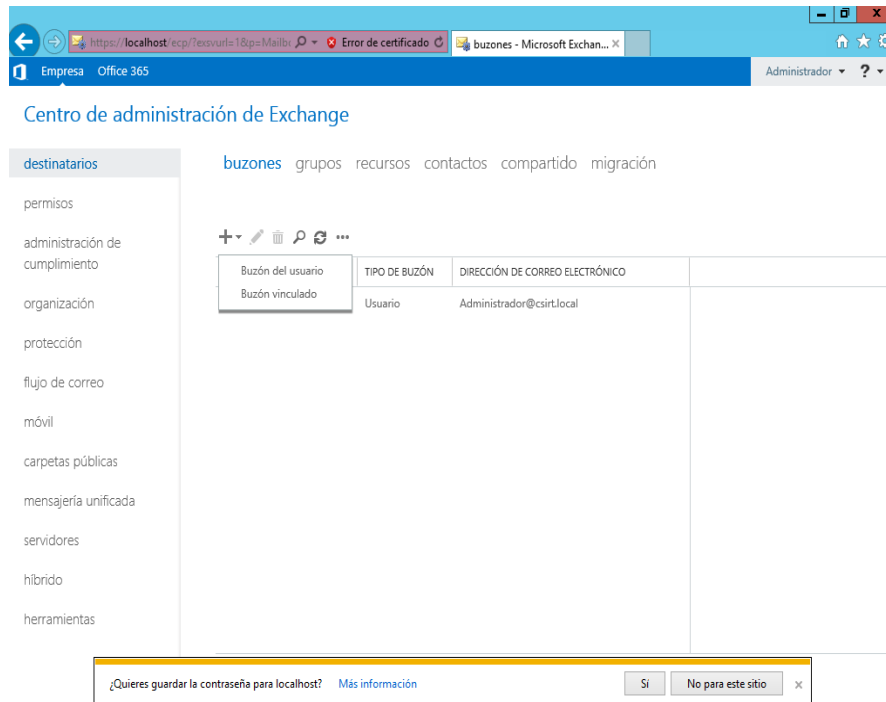 https://localhost/ecp/?exsvurl=1&p=Mailbo
Error de certificado
buzones - Microsoft Exchan...
Empresa Office 365
Administrador ?
Centro de administración de Exchange
destinatarios
permisos
administración de
cumplimiento
organización
protección
flujo de correo
móvil
carpetas públicas
mensajería unificada
servidores
híbrido
herramientas
buzones grupos recursos contactos compartido migración
Buzón del usuario
Buzón vinculado
TIPO DE BUZÓN DIRECCIÓN DE CORREO ELECTRÓNICO
Usuario Administrador@csirt.local
¿Quieres guardar la contraseña para localhost? Más información Sí No para este sitio x